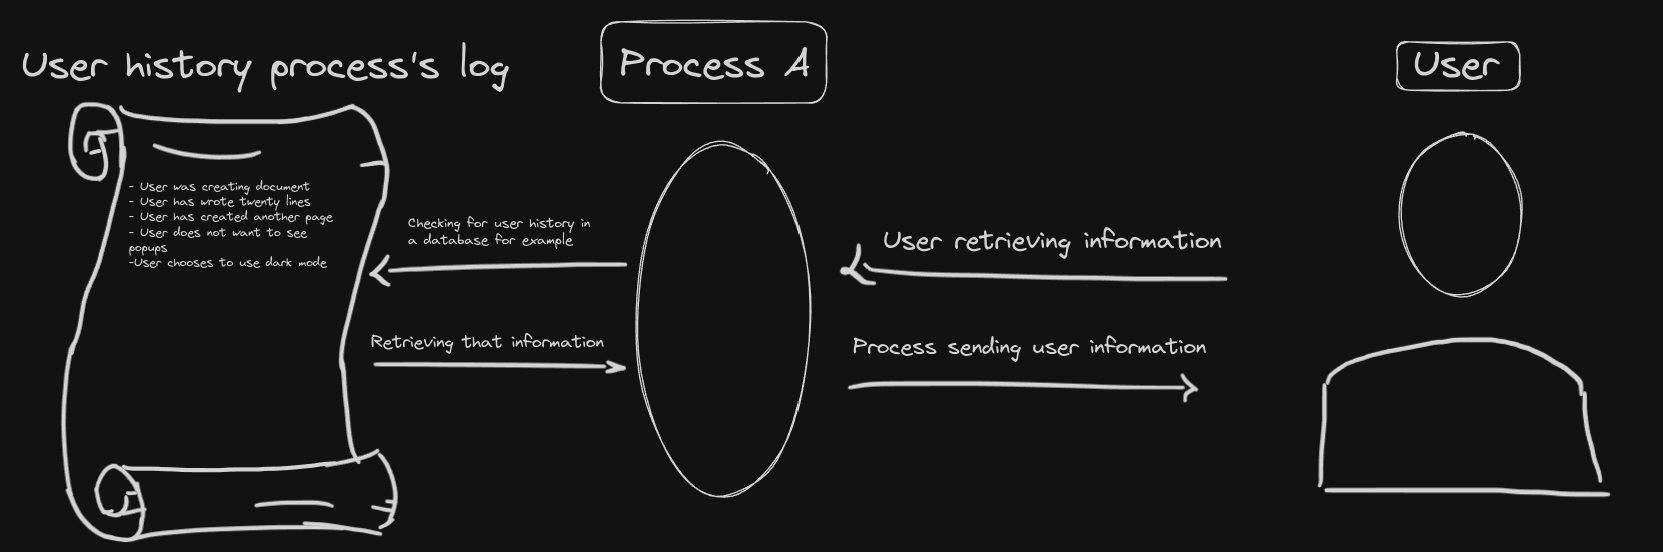 User history process's log
Process A
User
- User was creating document
- User has wrote twenty lines
- User has created another page
- User does not want to see
popups
-User chooses to use dark mode
Checking for user history in
a database for example
Retrieving that information
User retrieving information
Process sending user information